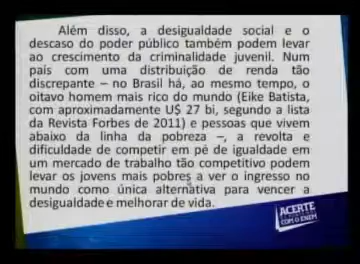 Além disso, a desigualdade social e o
descaso do poder público também podem levar
ao crescimento da criminalidade juvenil. Num
país com uma distribuição de renda tão
discrepante – no Brasil há, ao mesmo tempo, o
oitavo homem mais rico do mundo (Eike Batista,
com aproximadamente U$ 27 bi, segundo a lista
da Revista Forbes de 2011) e pessoas que vivem
abaixo da linha da pobreza –, a revolta e
dificuldade de competir em pé de igualdade em
um mercado de trabalho tão competitivo podem
levar os jovens mais pobres a ver o ingresso no
mundo como única alternativa para vencer a
desigualdade e melhorar de vida.
ACERTE
COM O ENEM